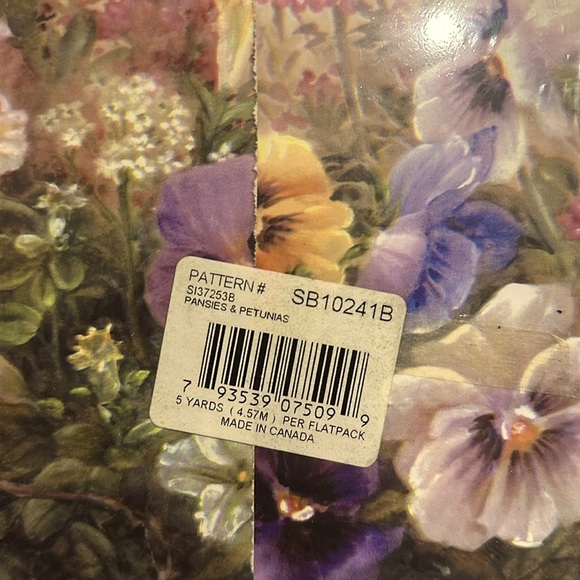 PATTERN # SB10241B
SI37253B
PANSIES & PETUNIAS
7 93539 07509 9
5 YARDS ( 4.57M ) PER FLATPACK
MADE IN CANADA